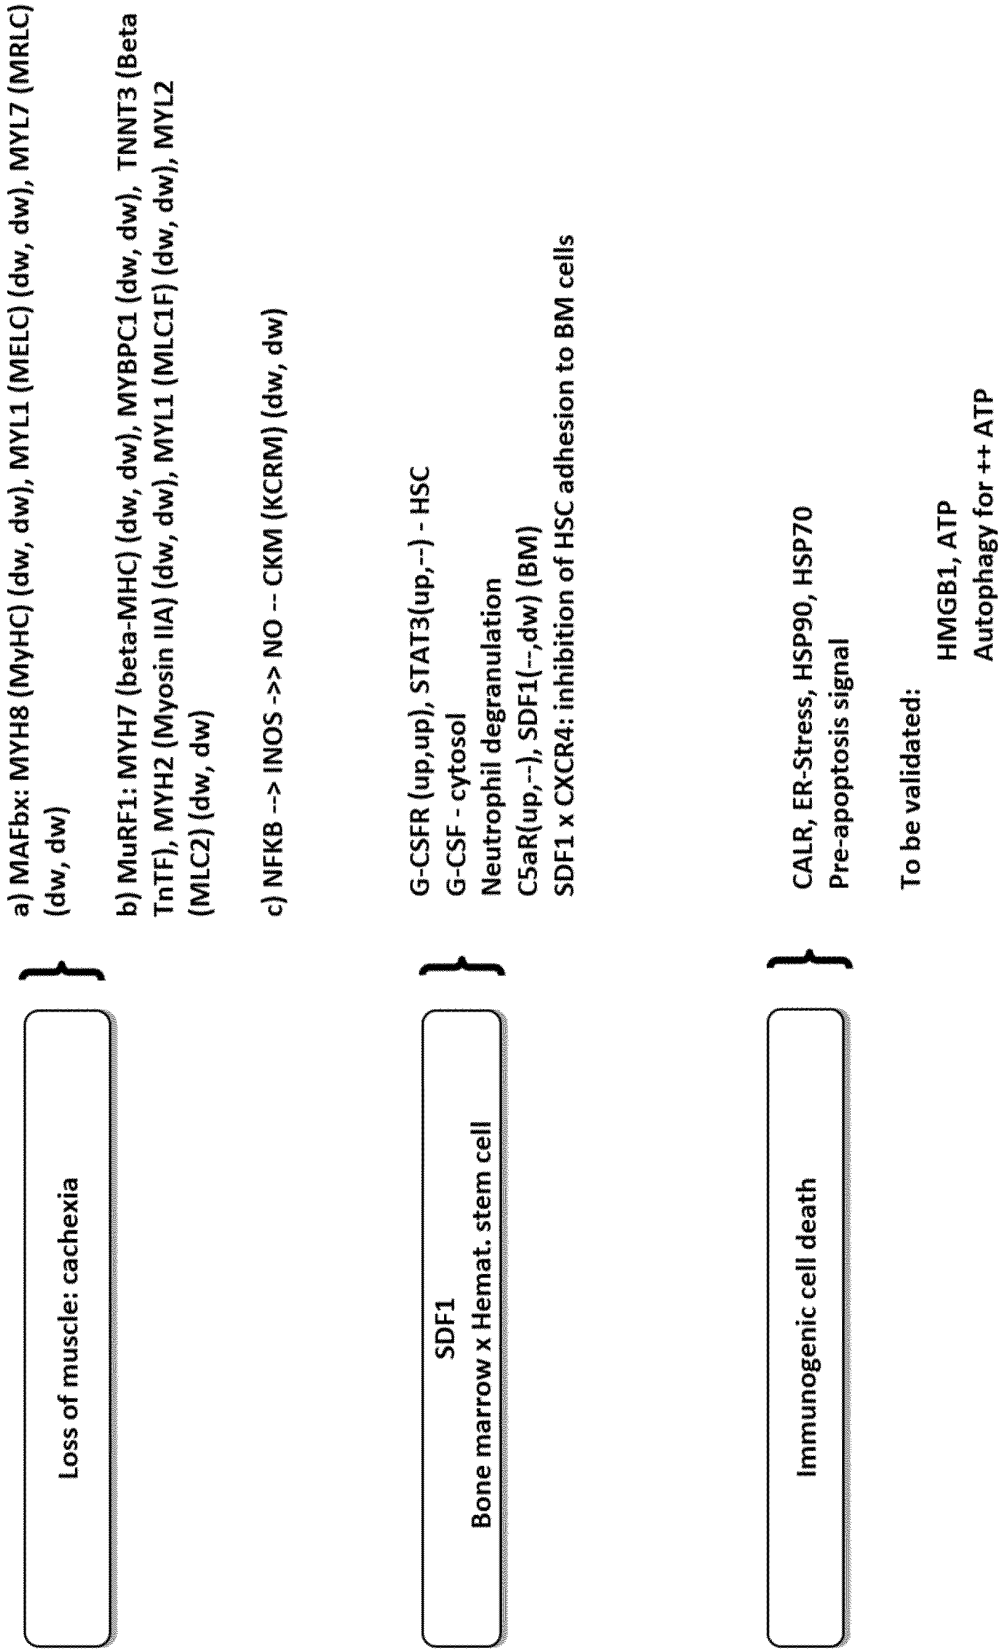 Loss of muscle: cachexia
a) MAFbx: MYH8 (MyHC) (dw, dw), MYL1 (MELC) (dw, dw), MYL7 (MRLC)
(dw, dw)
b) MuRF1: MYH7 (beta-MHC) (dw, dw), MYBPC1 (dw, dw), TNNT3 (Beta
TnTF), MYH2 (Myosin IIA) (dw, dw), MYL1 (MLC1F) (dw, dw), MYL2
(MLC2) (dw, dw)
c) NFKB --> INOS ->> NO -- CKM (KCRM) (dw, dw)
SDF1
Bone marrow x Hemat. stem cell
G-CSFR (up,up), STAT3(up,--) - HSC
G-CSF - cytosol
Neutrophil degranulation
C5aR(up,--), SDF1(--,dw) (BM)
SDF1 x CXCR4: inhibition of HSC adhesion to BM cells
Immunogenic cell death
CALR, ER-Stress, HSP90, HSP70
Pre-apoptosis signal
To be validated:
HMGB1, ATP
Autophagy for ++ ATP